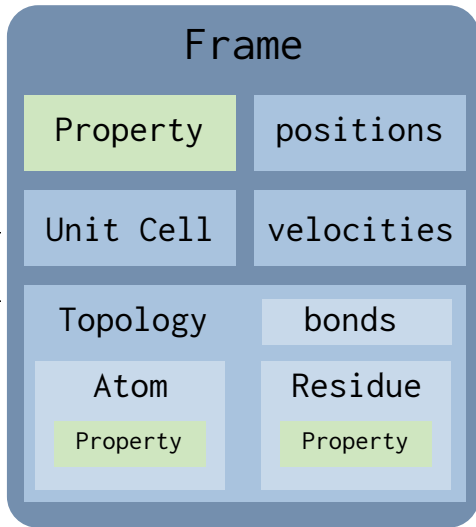 Frame
Property
positions
Unit Cell
velocities
Topology
bonds
Atom
Residue
Property
Property